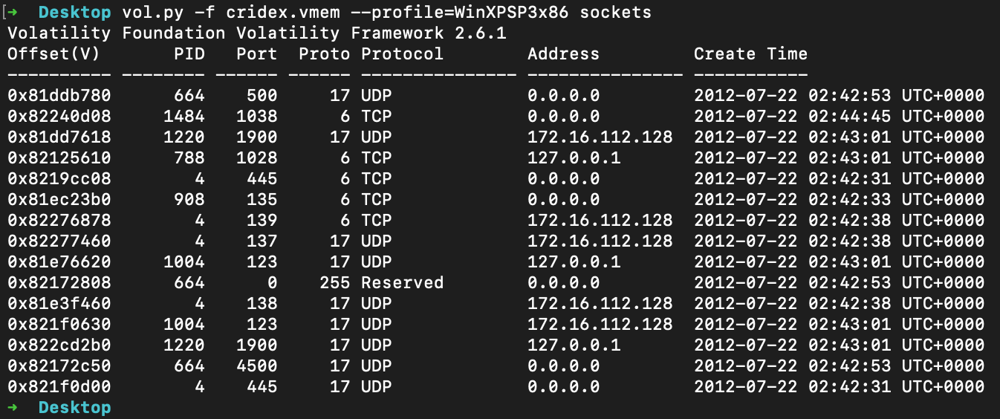 [➜  Desktop vol.py -f cridex.vmem --profile=WinXPSP3x86 sockets
Volatility Foundation Volatility Framework 2.6.1
Offset(V)       PID   Port  Proto Protocol        Address         Create Time
---------- -------- ------ ------ --------------- --------------- -----------
0x81ddb780      664    500     17 UDP             0.0.0.0         2012-07-22 02:42:53 UTC+0000
0x82240d08     1484   1038      6 TCP             0.0.0.0         2012-07-22 02:44:45 UTC+0000
0x81dd7618     1220   1900     17 UDP             172.16.112.128  2012-07-22 02:43:01 UTC+0000
0x82125610      788   1028      6 TCP             127.0.0.1       2012-07-22 02:43:01 UTC+0000
0x8219cc08        4    445      6 TCP             0.0.0.0         2012-07-22 02:42:31 UTC+0000
0x81ec23b0      908    135      6 TCP             0.0.0.0         2012-07-22 02:42:33 UTC+0000
0x82276878        4    139      6 TCP             172.16.112.128  2012-07-22 02:42:38 UTC+0000
0x82277460        4    137     17 UDP             172.16.112.128  2012-07-22 02:42:38 UTC+0000
0x81e76620     1004    123     17 UDP             127.0.0.1       2012-07-22 02:43:01 UTC+0000
0x82172808      664      0    255 Reserved        0.0.0.0         2012-07-22 02:42:53 UTC+0000
0x81e3f460        4    138     17 UDP             172.16.112.128  2012-07-22 02:42:38 UTC+0000
0x821f0630     1004    123     17 UDP             172.16.112.128  2012-07-22 02:43:01 UTC+0000
0x822cd2b0     1220   1900     17 UDP             127.0.0.1       2012-07-22 02:43:01 UTC+0000
0x82172c50      664   4500     17 UDP             0.0.0.0         2012-07-22 02:42:53 UTC+0000
0x821f0d00        4    445     17 UDP             0.0.0.0         2012-07-22 02:42:31 UTC+0000
➜  Desktop